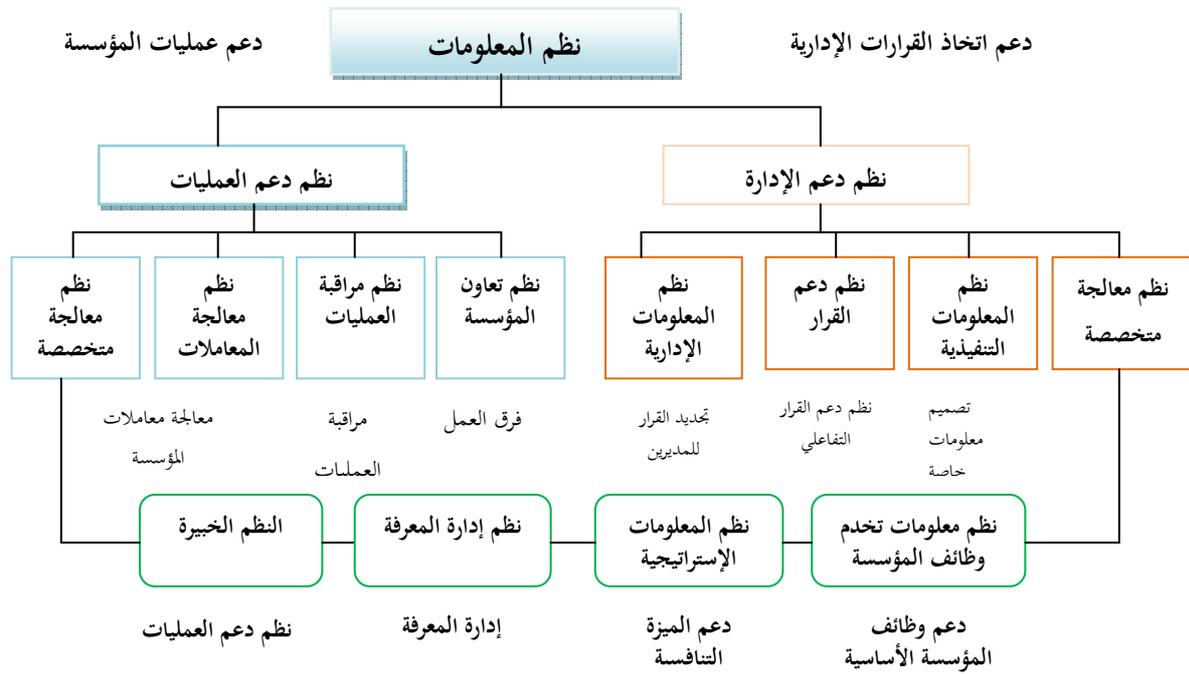 دعم اتخاذ القرارات الإدارية
نظم المعلومات
دعم عمليات المؤسسة
نظم دعم الإدارة
نظم دعم العمليات
نظم معالجة
متخصصة
نظم
المعلومات
التنفيذية
نظم دعم
القرار
نظم
المعلومات
الإدارية
نظم تعاون
المؤسسة
نظم مراقبة
العمليات
نظم
معالجة
المعاملات
نظم
معالجة
متخصصة
تصميم
معلومات
خاصة
نظم دعم القرار
التفاعلي
تحديد القرار
للمديرين
فرق العمل
مراقبة
العمليات
معالجة معاملات
المؤسسة
نظم معلومات تخدم
وظائف المؤسسة
نظم المعلومات
الإستراتيجية
نظم إدارة المعرفة
النظم الخبيرة
دعم وظائف
المؤسسة الأساسية
دعم الميزة
التنافسة
إدارة المعرفة
نظم دعم العمليات